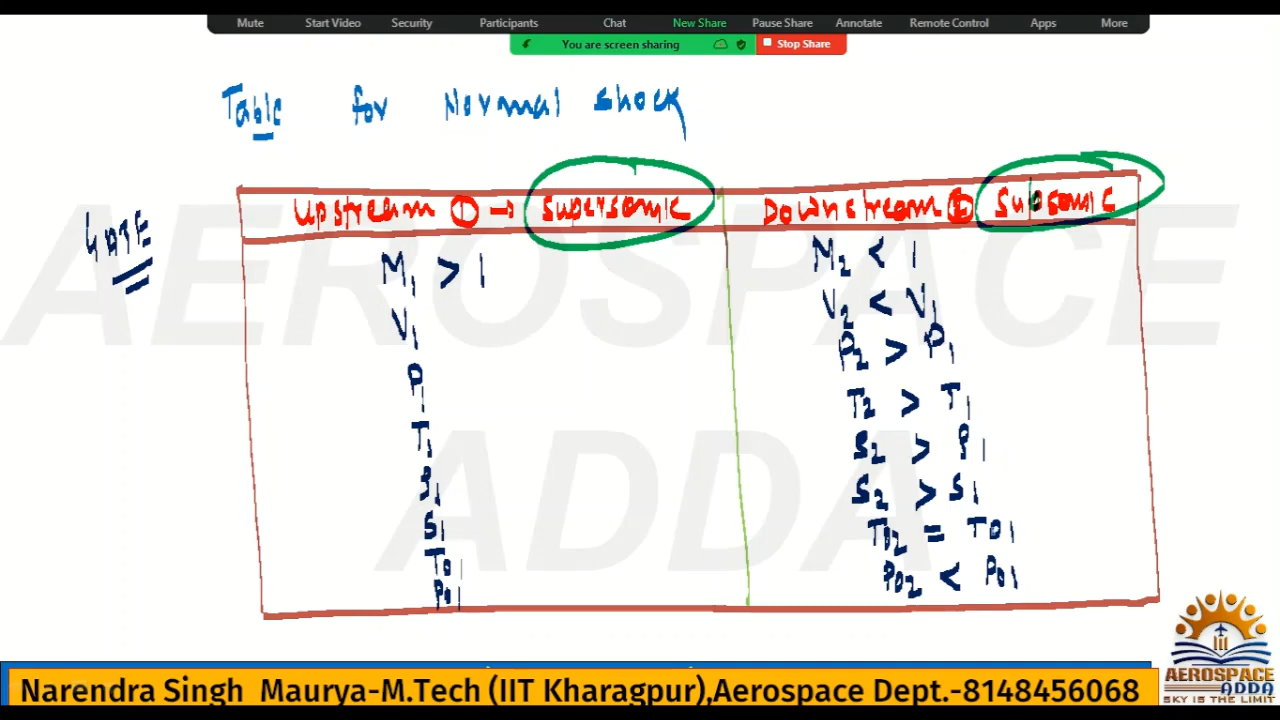 Mute Start Video Security Participants Chat New Share Pause Share Annotate Remote Control Apps More
You are screen sharing Stop Share
Table for Normal Shock
Upstream ① → Supersonic Downstream ② Subsonic
GATE
M₁ > 1 M₂ < 1
V₁ V₂ < V₁
P₁ P₂ > P₁
T₁ T₂ > T₁
ρ₁ ρ₂ > ρ₁
S₁ S₂ > S₁
T₀₁ T₀₂ = T₀₁
P₀₁ P₀₂ < P₀₁
AEROSPACE
ADDA
AEROSPACE
ADDA
SKY IS THE LIMIT
Narendra Singh Maurya-M.Tech (IIT Kharagpur),Aerospace Dept.-8148456068